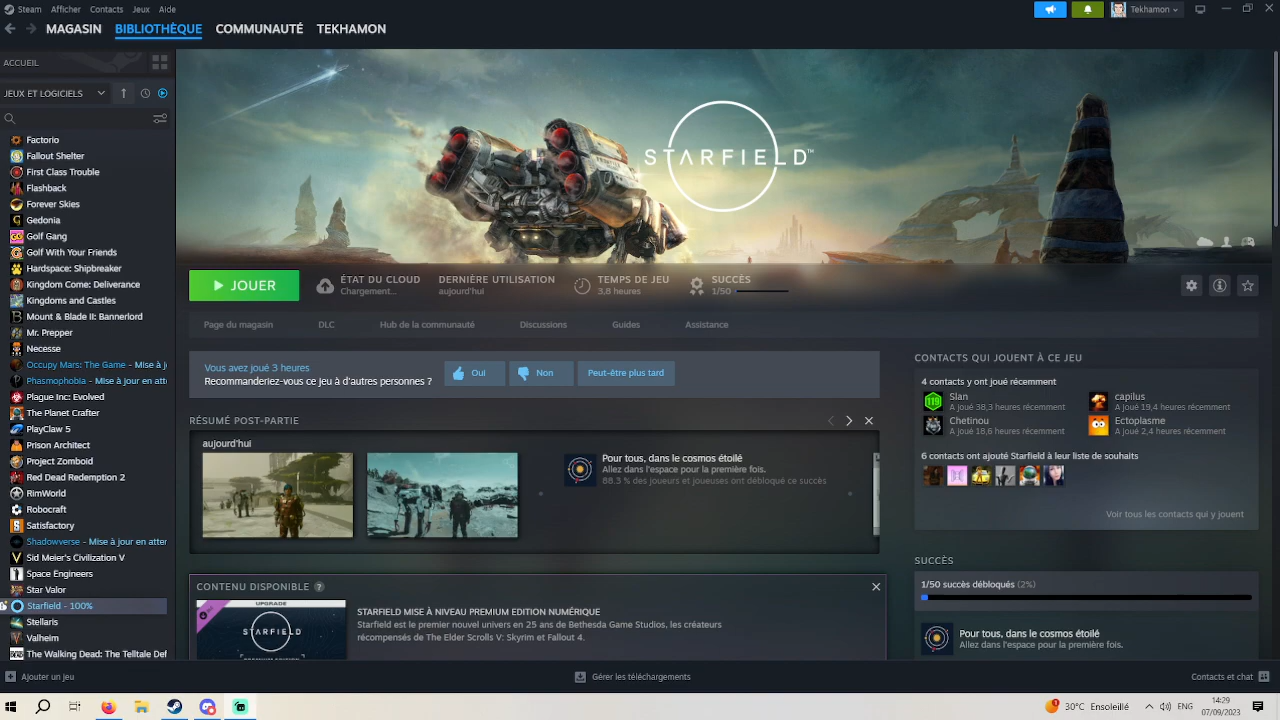 Steam Afficher Contacts Jeux Aide
Tekhamon
MAGASIN BIBLIOTHÈQUE COMMUNAUTÉ TEKHAMON
ACCUEIL
JEUX ET LOGICIELS
Factorio
Fallout Shelter
First Class Trouble
Flashback
Forever Skies
Gedonia
Golf Gang
Golf With Your Friends
Hardspace: Shipbreaker
Kingdom Come: Deliverance
Kingdoms and Castles
Mount & Blade II: Bannerlord
Mr. Prepper
Necesse
Occupy Mars: The Game - Mise à j
Phasmophobia - Mise à jour en att
Plague Inc: Evolved
The Planet Crafter
PlayClaw 5
Prison Architect
Project Zomboid
Red Dead Redemption 2
RimWorld
Robocraft
Satisfactory
Shadowverse - Mise à jour en atter
Sid Meier's Civilization V
Space Engineers
Star Valor
Starfield - 100%
Stellaris
Valheim
The Walking Dead: The Telltale Def
STARFIELD™
JOUER
ÉTAT DU CLOUD
Chargement...
DERNIÈRE UTILISATION
aujourd'hui
TEMPS DE JEU
3,8 heures
SUCCÈS
1/50
Page du magasin DLC Hub de la communauté Discussions Guides Assistance
Vous avez joué 3 heures
Recommanderiez-vous ce jeu à d'autres personnes ?
Oui Non Peut-être plus tard
RÉSUMÉ POST-PARTIE
aujourd'hui
Pour tous, dans le cosmos étoilé
Allez dans l'espace pour la première fois.
88.3 % des joueurs et joueuses ont débloqué ce succès
CONTENU DISPONIBLE ?
UPGRADE
STARFIELD
PREMIUM EDITION
STARFIELD MISE À NIVEAU PREMIUM EDITION NUMÉRIQUE
Starfield est le premier nouvel univers en 25 ans de Bethesda Game Studios, les créateurs
récompensés de The Elder Scrolls V: Skyrim et Fallout 4.
CONTACTS QUI JOUENT À CE JEU
4 contacts y ont joué récemment
119
Slan
A joué 38,3 heures récemment
capilus
A joué 19,4 heures récemment
Chetinou
A joué 18,6 heures récemment
Ectoplasme
A joué 2,4 heures récemment
6 contacts ont ajouté Starfield à leur liste de souhaits
Voir tous les contacts qui y jouent
SUCCÈS
1/50 succès débloqués (2%)
Pour tous, dans le cosmos étoilé
Allez dans l'espace pour la première fois.
Ajouter un jeu
Gérer les téléchargements
Contacts et chat
1
30°C Ensoleillé
ENG
14:29
07/09/2023